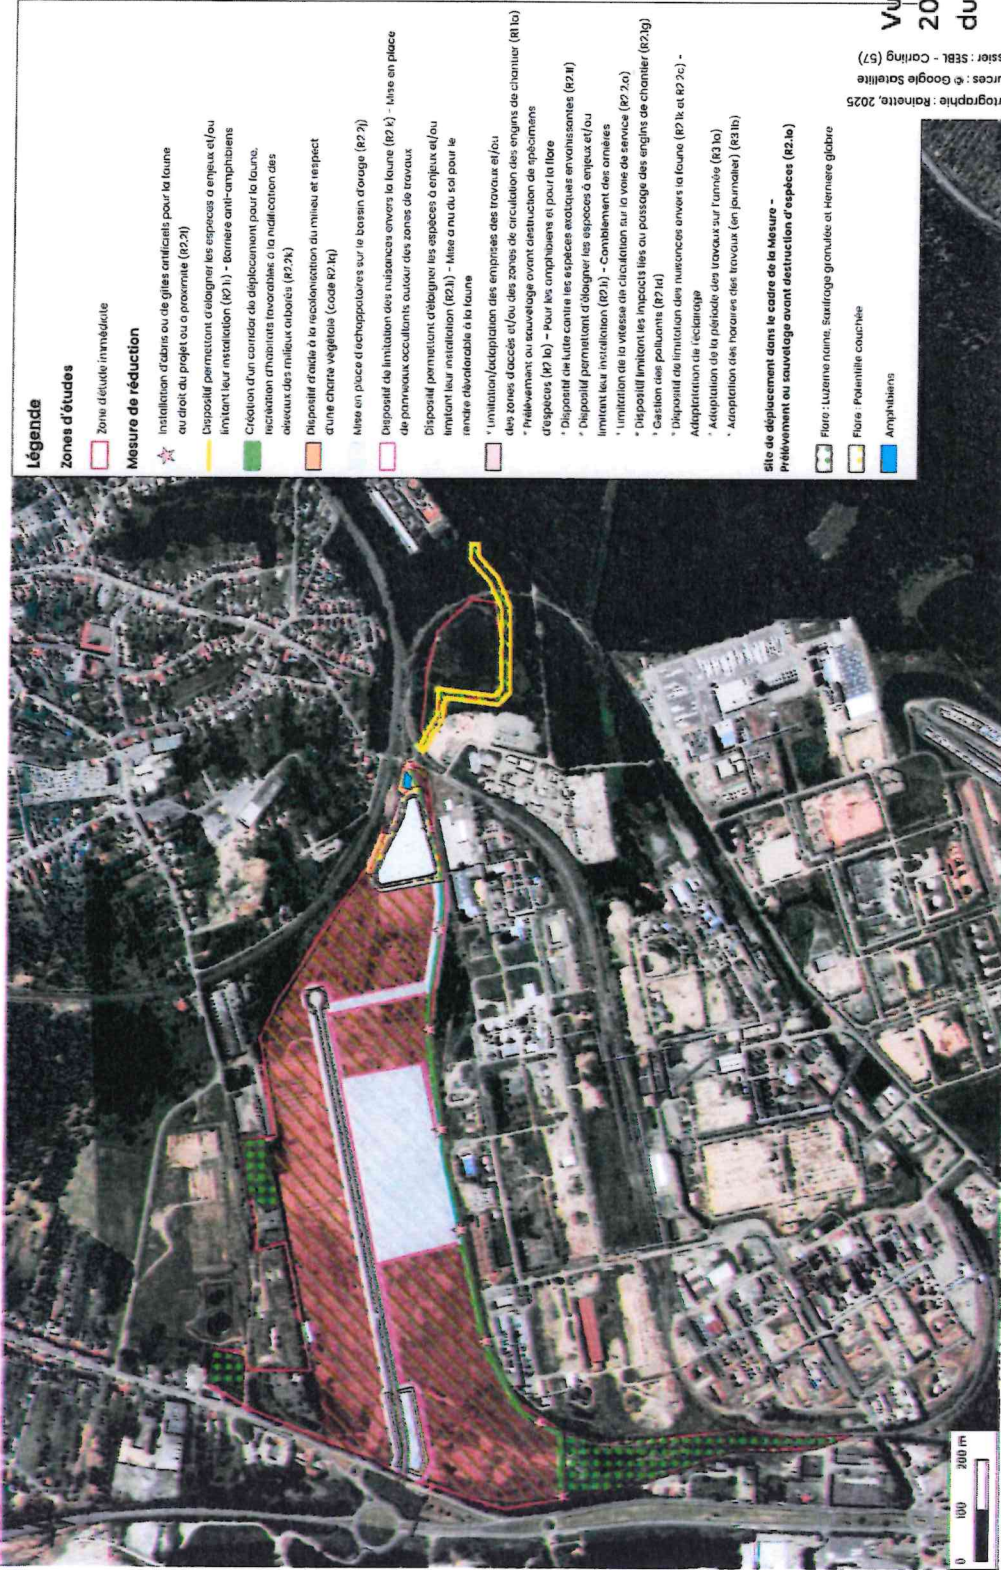 Légende
Zones d'études
Zone d'étude immédiate
Mesure de réduction
Installation d'abris ou de gîtes artificiels pour la faune
au droit du projet ou à proximité (R2.2l)
Dispositif permettant d'éloigner les espèces à enjeux et/ou
limitant leur installation (R2.1i) - Barrière anti-amphibiens
Création d'un corridor de déplacement pour la faune,
recréation d'habitats favorables à la nidification des
oiseaux des milieux arborés (R2.2k)
Dispositif d'aide à la recolonisation du milieu et respect
d'une charte végétale (code R2.1q)
Mise en place d'échappatoires sur le bassin d'orage (R2.2j)
Dispositif de limitation des nuisances envers la faune (R2.k) - Mise en place
de panneaux occultants autour des zones de travaux
Dispositif permettant d'éloigner les espèces à enjeux et/ou
limitant leur installation (R2.1i) - Mise à nu du sol pour le
rendre défavorable à la faune
* Limitation/adaptation des emprises des travaux et/ou
des zones d'accès et/ou des zones de circulation des engins de chantier (R1.1a)
* Prélèvement ou sauvetage avant destruction de spécimens
d'espèces (R2.1o) - Pour les amphibiens et pour la flore
* Dispositif de lutte contre les espèces exotiques envahissantes (R2.1f)
* Dispositif permettant d'éloigner les espèces à enjeux et/ou
limitant leur installation (R2.1i) - Comblement des ornières
* Limitation de la vitesse de circulation sur la voie de service (R2.2.a)
* Dispositif limitant les impacts liés au passage des engins de chantier (R2.1g)
* Gestion des polluants (R2.1d)
* Dispositif de limitation des nuisances envers la faune (R2.1k et R2.2c) -
Adaptation de l'éclairage
* Adaptation de la période des travaux sur l'année (R3.1a)
* Adaptation des horaires des travaux (en journalier) (R3.1b)
Site de déplacement dans le cadre de la Mesure -
Prélèvement ou sauvetage avant destruction d'espèces (R2.1o)
Flore : Luzerne naine, Saxifrage granulée et Herniaire glabre
Flore : Potentille couchée
Amphibiens
0 100 200 m
rtographie : Rainette, 2025
urces : © Google Satellite
ssier : SEBL - Carling (57)
Vu
20
du